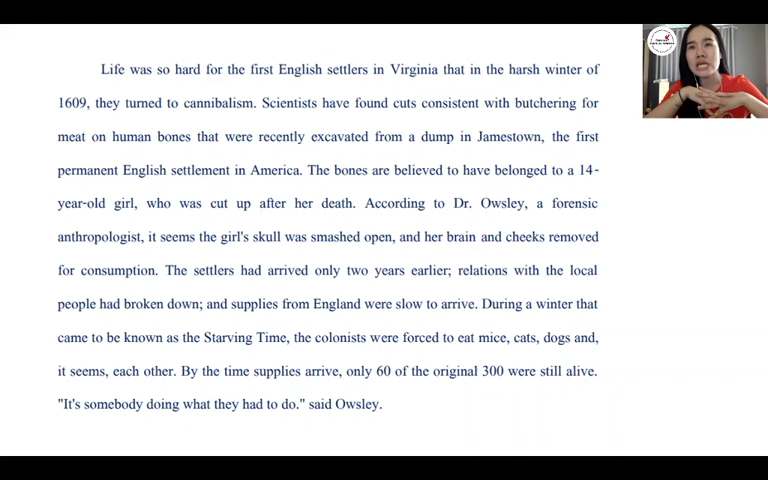 Life was so hard for the first English settlers in Virginia that in the harsh winter of
1609, they turned to cannibalism. Scientists have found cuts consistent with butchering for
meat on human bones that were recently excavated from a dump in Jamestown, the first
permanent English settlement in America. The bones are believed to have belonged to a 14-
year-old girl, who was cut up after her death. According to Dr. Owsley, a forensic
anthropologist, it seems the girl's skull was smashed open, and her brain and cheeks removed
for consumption. The settlers had arrived only two years earlier; relations with the local
people had broken down; and supplies from England were slow to arrive. During a winter that
came to be known as the Starving Time, the colonists were forced to eat mice, cats, dogs and,
it seems, each other. By the time supplies arrive, only 60 of the original 300 were still alive.
"It's somebody doing what they had to do." said Owsley.